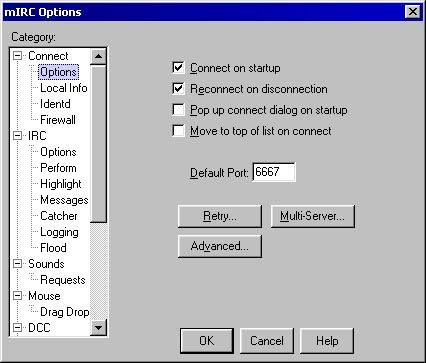 mIRC Options
Category:
Connect
Options
Local Info
Identd
Firewall
IRC
Options
Perform
Highlight
Messages
Catcher
Logging
Flood
Sounds
Requests
Mouse
Drag Drop
DCC
Connect on startup
Reconnect on disconnection
Pop up connect dialog on startup
Move to top of list on connect
Default Port: 6667
Retry... Multi-Server...
Advanced...
OK Cancel Help